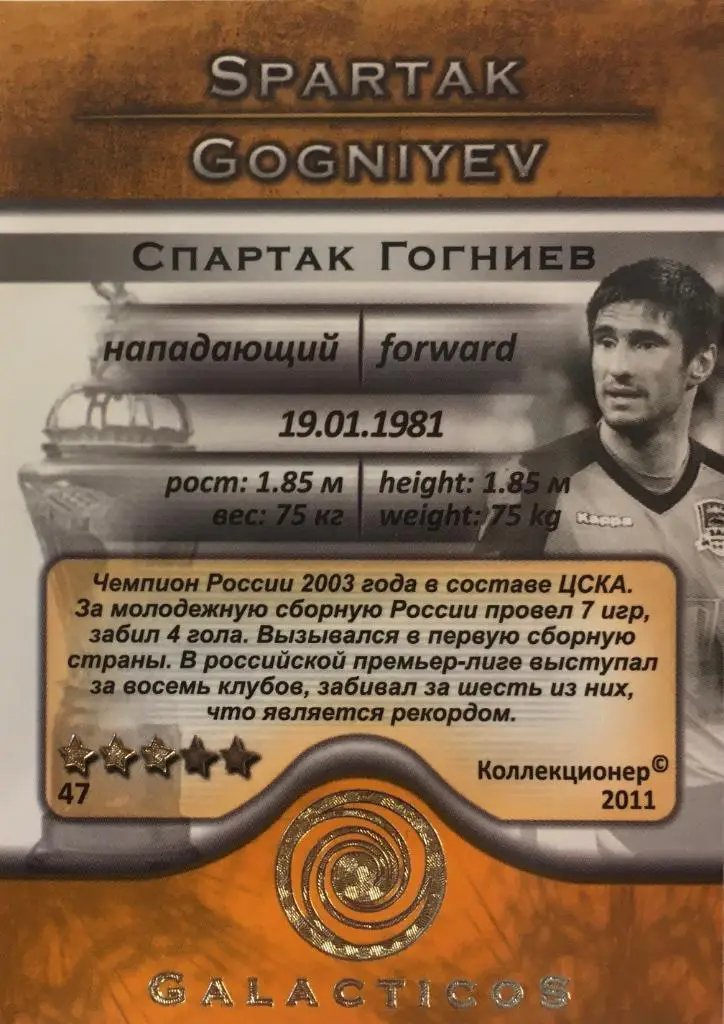 SPARTAK
GOGNIYEV
СПАРТАК ГОГНИЕВ
нападающий forward
19.01.1981
рост: 1.85 м height: 1.85 м
вес: 75 кг weight: 75 kg
Kappa
Чемпион России 2003 года в составе ЦСКА.
За молодежную сборную России провел 7 игр,
забил 4 гола. Вызывался в первую сборную
страны. В российской премьер-лиге выступал
за восемь клубов, забивал за шесть из них,
что является рекордом.
47
Коллекционер©
2011
GALACTICOS